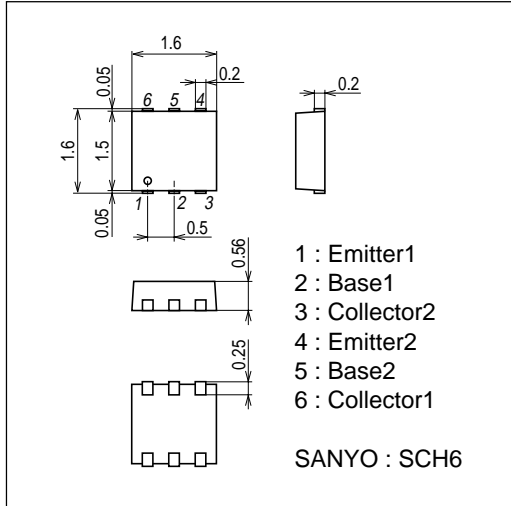 1.6
0.05
0.2
0.2
6 5 4
1.6
1.5
1 2 3
0.05
0.5
0.56
0.25
1 : Emitter1
2 : Base1
3 : Collector2
4 : Emitter2
5 : Base2
6 : Collector1
SANYO : SCH6